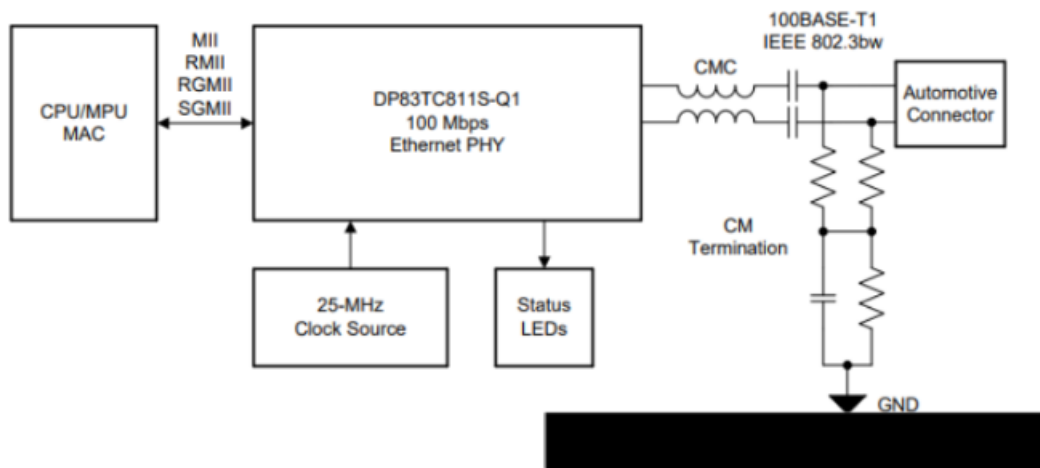 100BASE-T1
IEEE 802.3bw
MII
RMII
RGMII
SGMII
CMC
CPU/MPU
MAC
DP83TC811S-Q1
100 Mbps
Ethernet PHY
Automotive
Connector
CM
Termination
25-MHz
Clock Source
Status
LEDs
GND